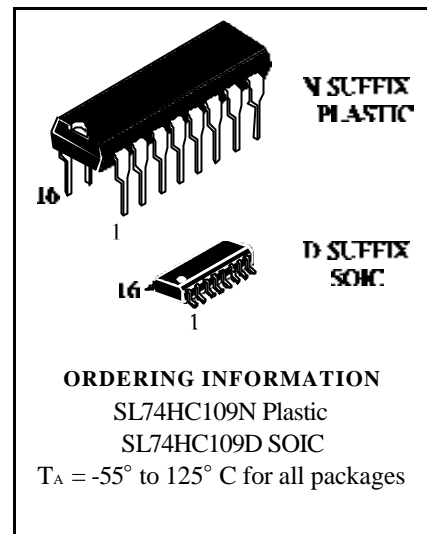 N SUFFIX
PLASTIC
16
1
D SUFFIX
SOIC
16
1
ORDERING INFORMATION
SL74HC109N Plastic
SL74HC109D SOIC
TA = -55° to 125° C for all packages